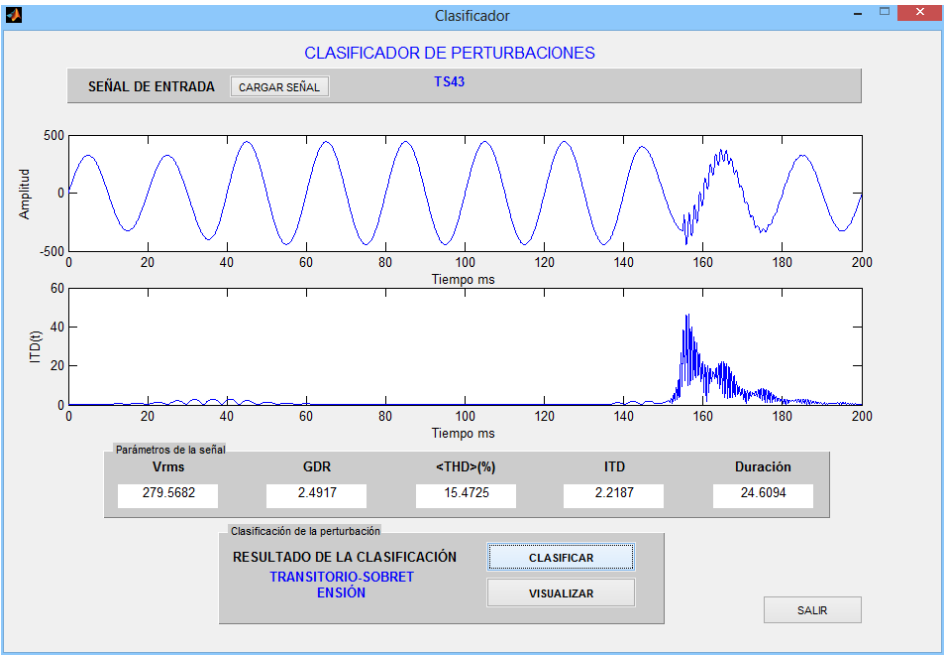 Clasificador
CLASIFICADOR DE PERTURBACIONES
SEÑAL DE ENTRADA CARGAR SEÑAL TS43
500
0
-500
Amplitud
0 20 40 60 80 100 120 140 160 180 200
Tiempo ms
60
40
20
0
ITD(t)
0 20 40 60 80 100 120 140 160 180 200
Tiempo ms
Parámetros de la señal
Vrms GDR <THD>(%) ITD Duración
279.5682 2.4917 15.4725 2.2187 24.6094
Clasificación de la perturbación
RESULTADO DE LA CLASIFICACIÓN CLASIFICAR
TRANSITORIO-SOBRET
ENSIÓN
VISUALIZAR
SALIR